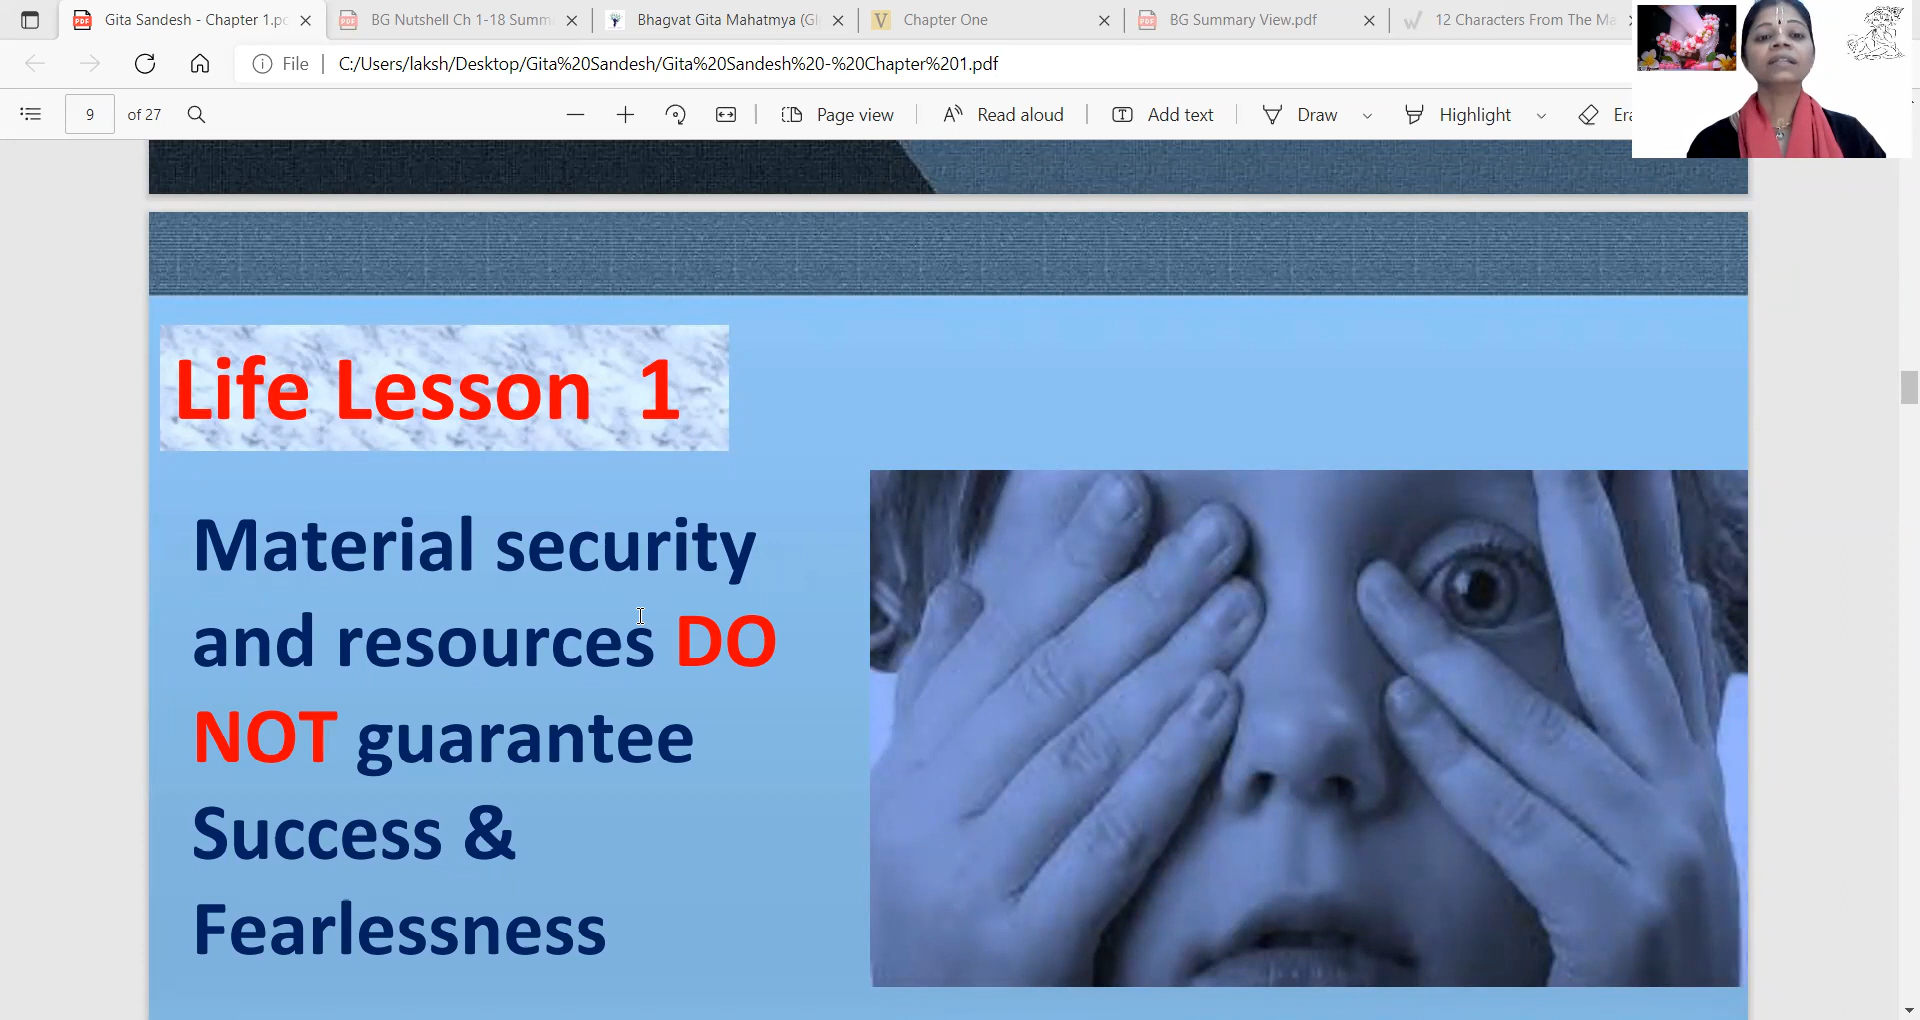 Gita Sandesh - Chapter 1.p
BG Nutshell Ch 1-18 Summ
Bhagvat Gita Mahatmya (Gl
Chapter One
BG Summary View.pdf
12 Characters From The Ma
File
C:/Users/laksh/Desktop/Gita%20Sandesh/Gita%20Sandesh%20-%20Chapter%201.pdf
9 of 27
Page view
Read aloud
Add text
Draw
Highlight
Era
Life Lesson 1
Material security
and resources DO
NOT guarantee
Success &
Fearlessness